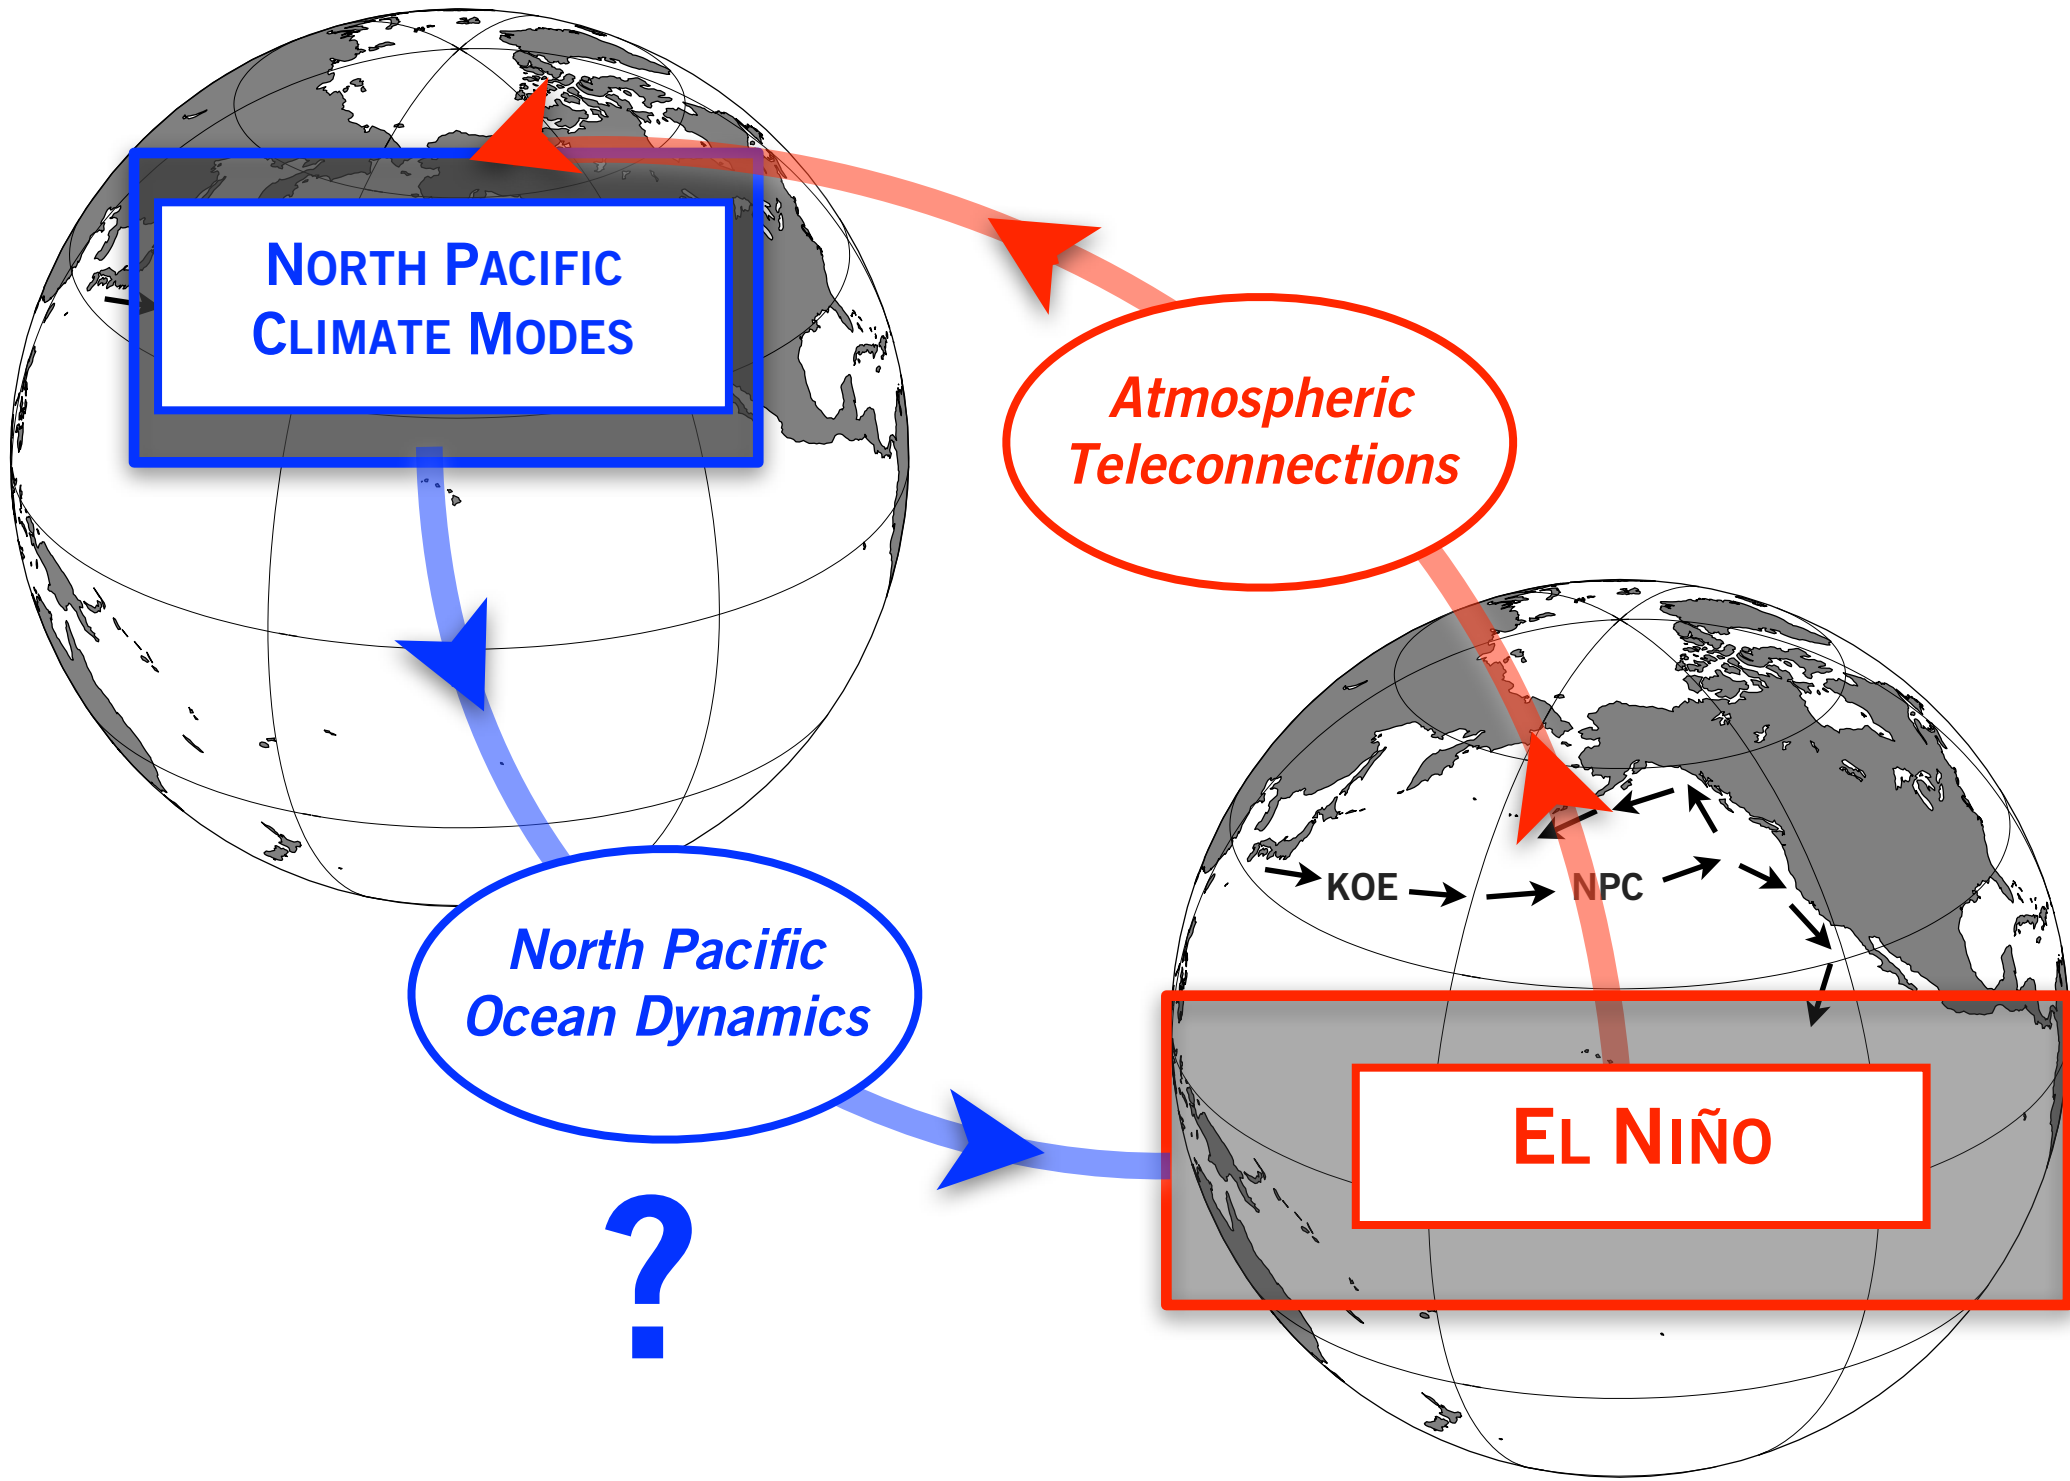 NORTH PACIFIC
CLIMATE MODES
Atmospheric
Teleconnections
KOE
NPC
North Pacific
Ocean Dynamics
EL NIÑO
?